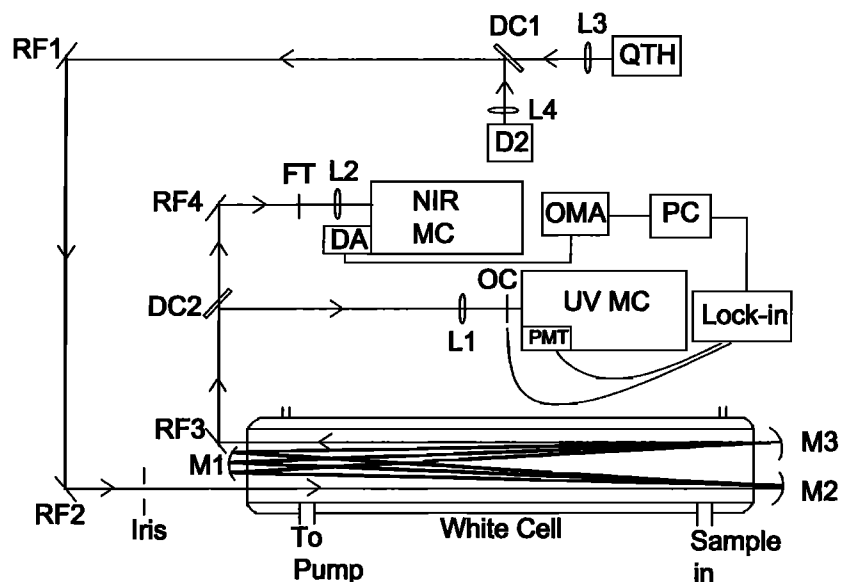 RF1
DC1
L3
QTH
L4
D2
FT
L2
RF4
NIR
MC
DA
OMA
PC
DC2
OC
UV MC
PMT
L1
Lock-in
RF3
M1
M3
M2
RF2
Iris
To
Pump
White Cell
Sample
in